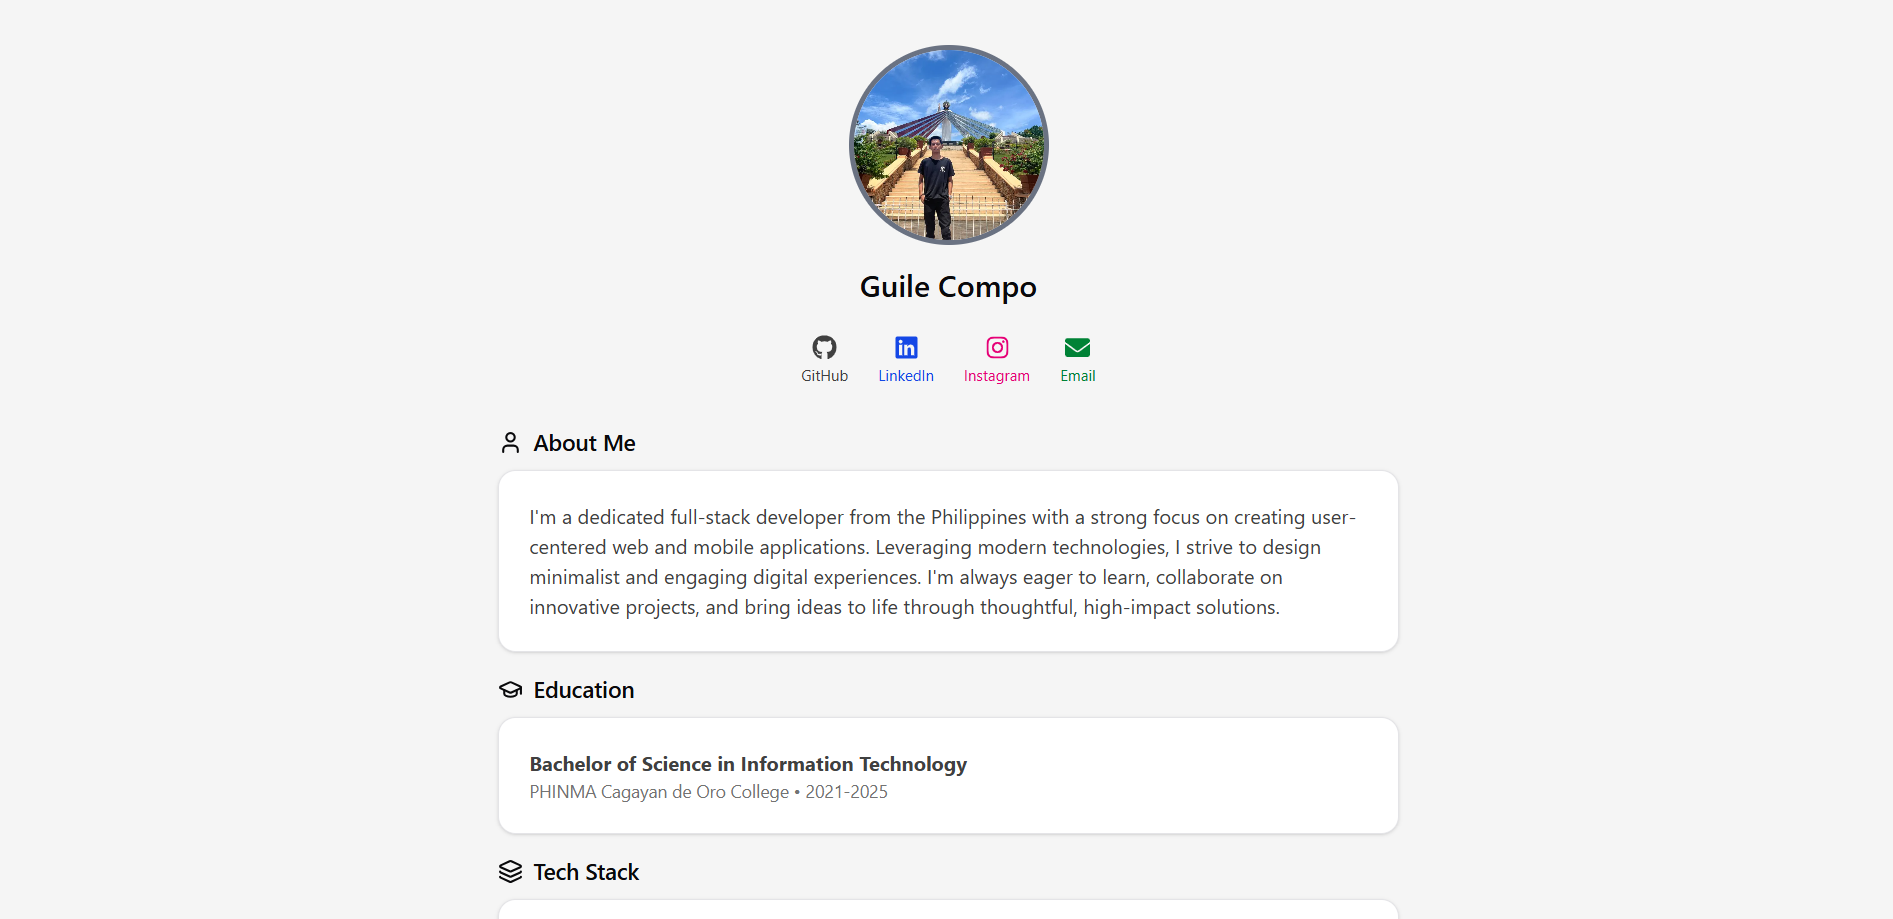 Guile Compo
GitHub
LinkedIn
Instagram
Email
About Me
I'm a dedicated full-stack developer from the Philippines with a strong focus on creating user-
centered web and mobile applications. Leveraging modern technologies, I strive to design
minimalist and engaging digital experiences. I'm always eager to learn, collaborate on
innovative projects, and bring ideas to life through thoughtful, high-impact solutions.
Education
Bachelor of Science in Information Technology
PHINMA Cagayan de Oro College • 2021-2025
Tech Stack